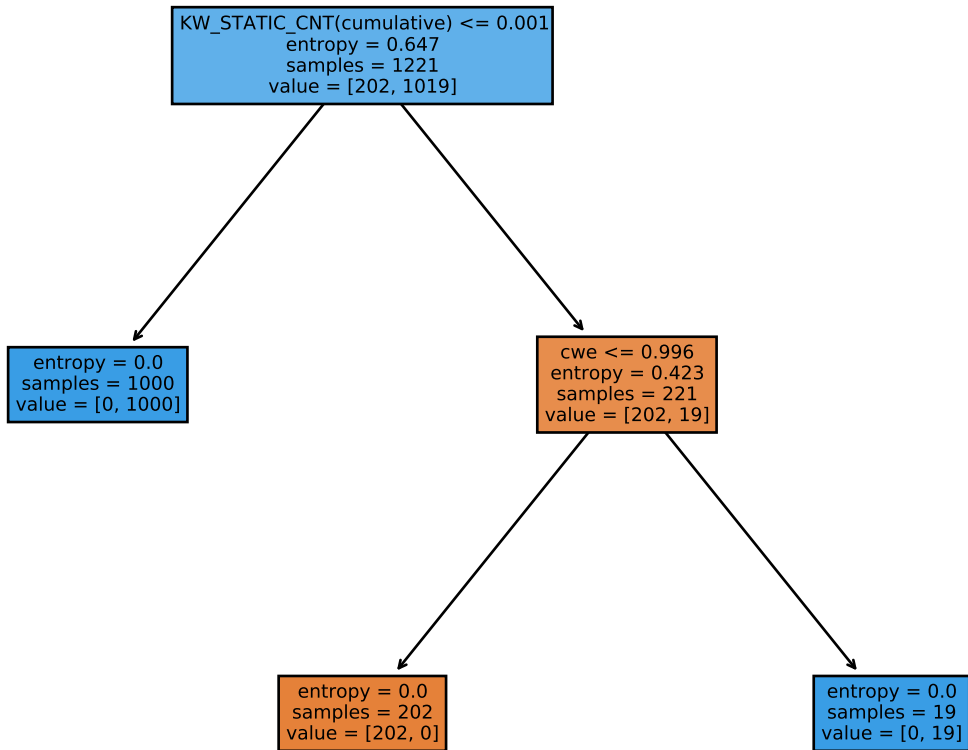 KW_STATIC_CNT(cumulative) <= 0.001
entropy = 0.647
samples = 1221
value = [202, 1019]
entropy = 0.0
samples = 1000
value = [0, 1000]
cwe <= 0.996
entropy = 0.423
samples = 221
value = [202, 19]
entropy = 0.0
samples = 202
value = [202, 0]
entropy = 0.0
samples = 19
value = [0, 19]